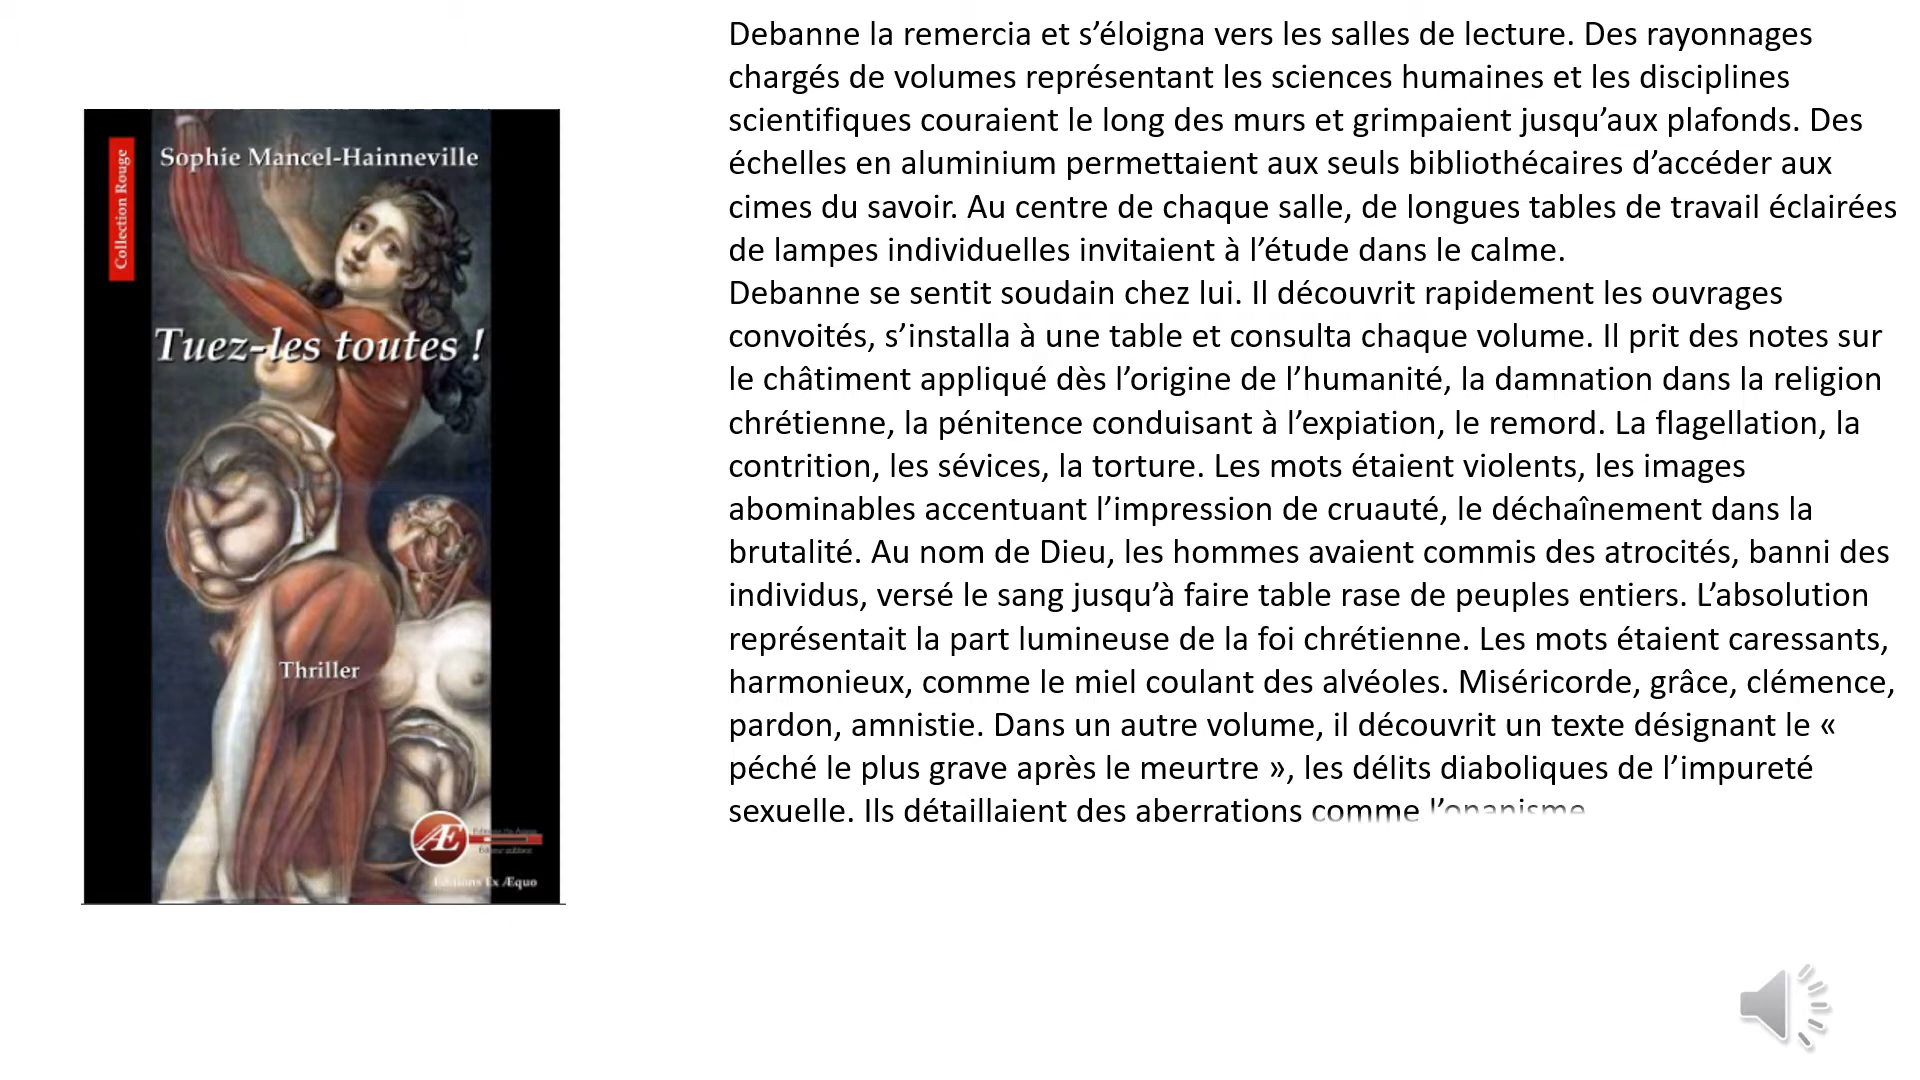 Collection Rouge
Sophie Mancel-Hainneville
Tuez-les toutes !
Thriller
Æ
Editions Ex Æquo
Debanne la remercia et s’éloigna vers les salles de lecture. Des rayonnages
chargés de volumes représentant les sciences humaines et les disciplines
scientifiques couraient le long des murs et grimpaient jusqu’aux plafonds. Des
échelles en aluminium permettaient aux seuls bibliothécaires d’accéder aux
cimes du savoir. Au centre de chaque salle, de longues tables de travail éclairées
de lampes individuelles invitaient à l’étude dans le calme.
Debanne se sentit soudain chez lui. Il découvrit rapidement les ouvrages
convoités, s’installa à une table et consulta chaque volume. Il prit des notes sur
le châtiment appliqué dès l’origine de l’humanité, la damnation dans la religion
chrétienne, la pénitence conduisant à l’expiation, le remord. La flagellation, la
contrition, les sévices, la torture. Les mots étaient violents, les images
abominables accentuant l’impression de cruauté, le déchaînement dans la
brutalité. Au nom de Dieu, les hommes avaient commis des atrocités, banni des
individus, versé le sang jusqu’à faire table rase de peuples entiers. L’absolution
représentait la part lumineuse de la foi chrétienne. Les mots étaient caressants,
harmonieux, comme le miel coulant des alvéoles. Miséricorde, grâce, clémence,
pardon, amnistie. Dans un autre volume, il découvrit un texte désignant le «
péché le plus grave après le meurtre », les délits diaboliques de l’impureté
sexuelle. Ils détaillaient des aberrations comme l’onanisme